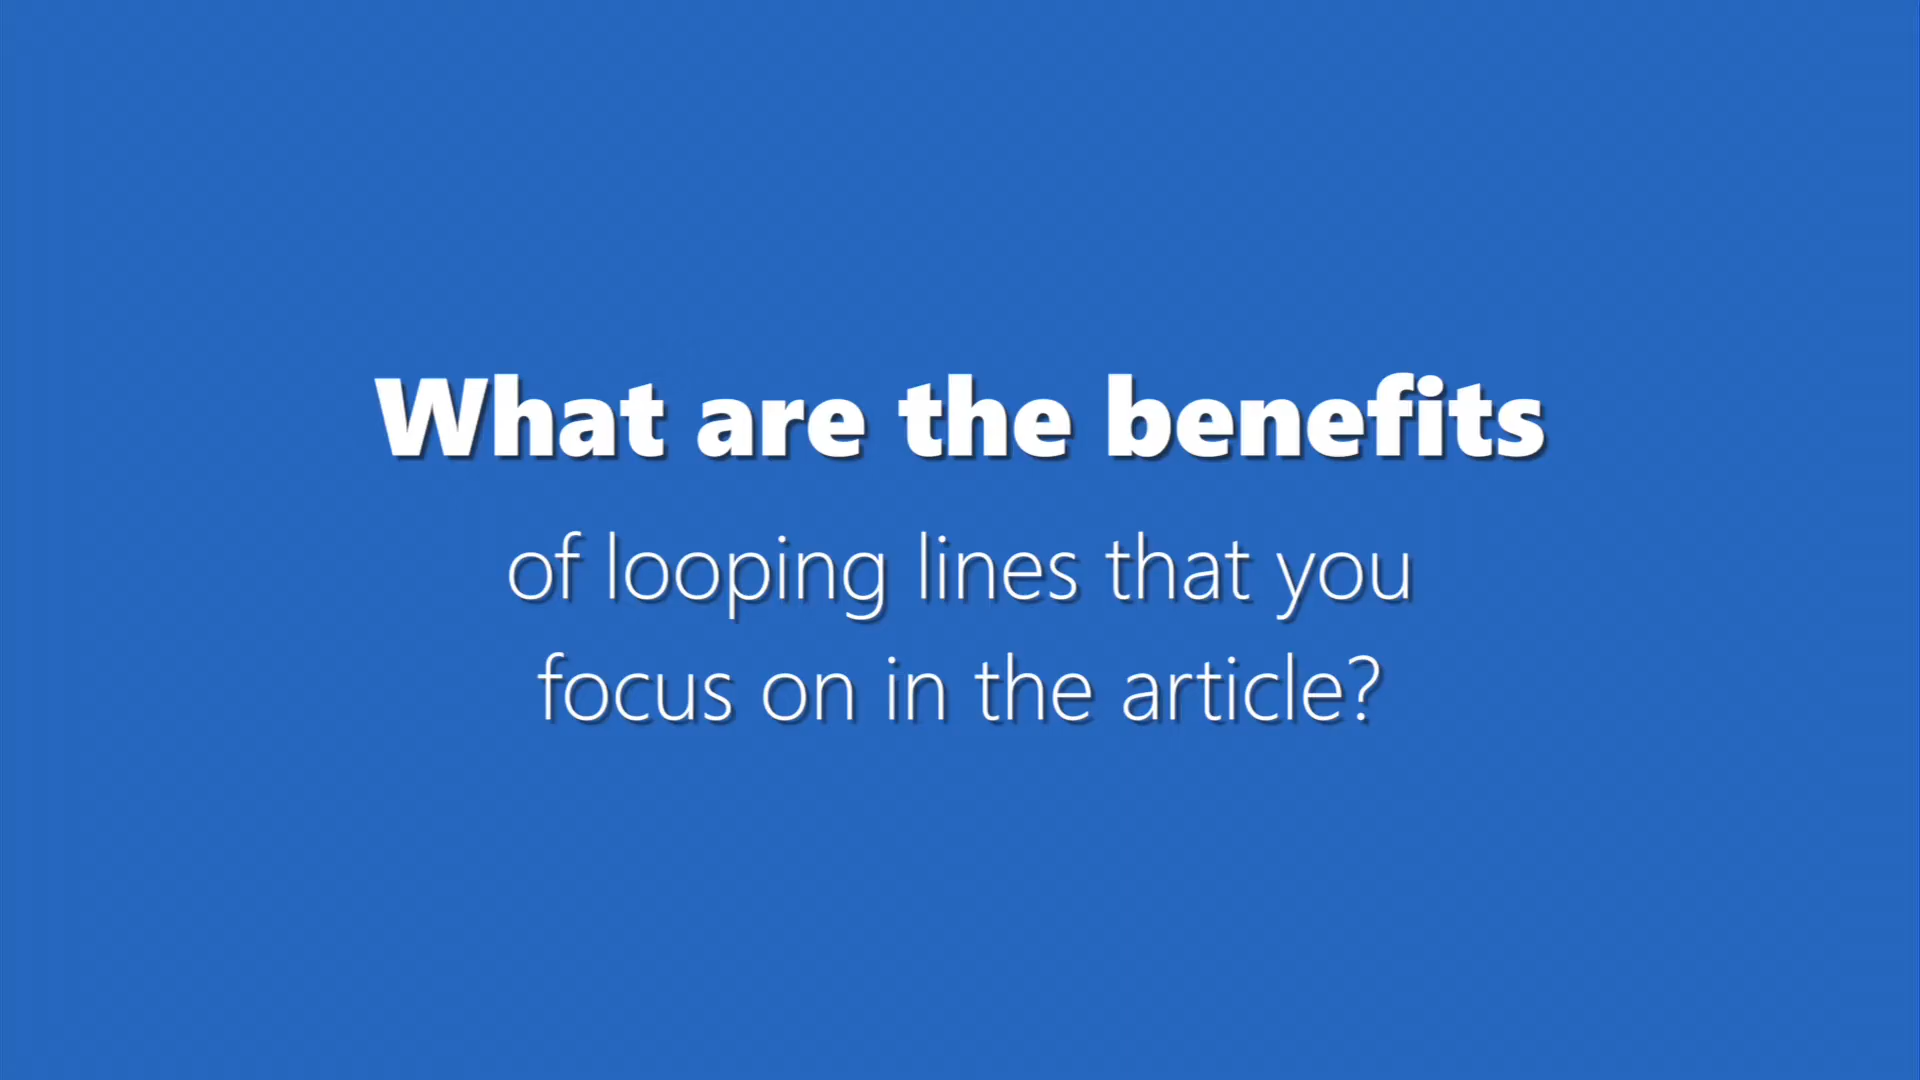 What are the benefits
of looping lines that you
focus on in the article?